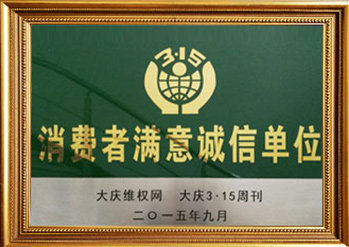 3·15
消费者满意诚信单位
大庆维权网 大庆3·15周刊
二〇一五年九月